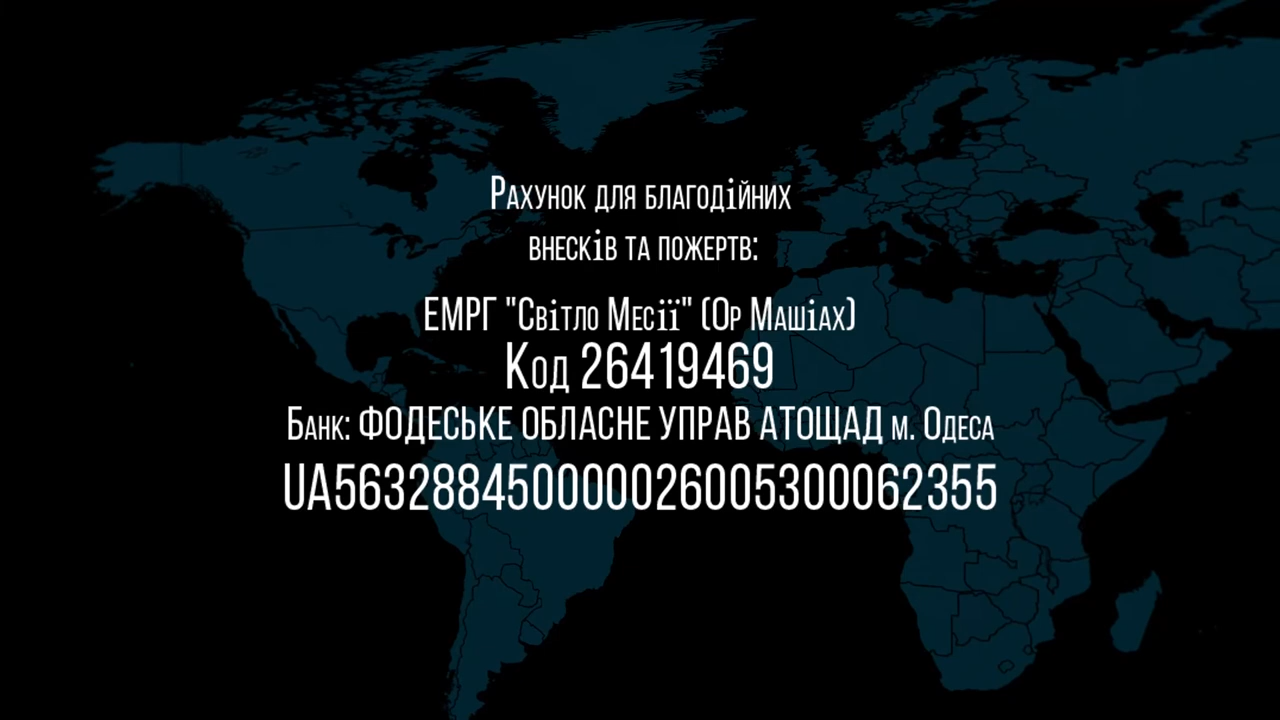 Рахунок для благодійних
внесків та пожертв:
ЕМРГ "Світло Месії" (Ор Машіах)
Код 26419469
Банк: ФОДЕСЬКЕ ОБЛАСНЕ УПРАВ АТОЩАД м. Одеса
UA563288450000026005300062355